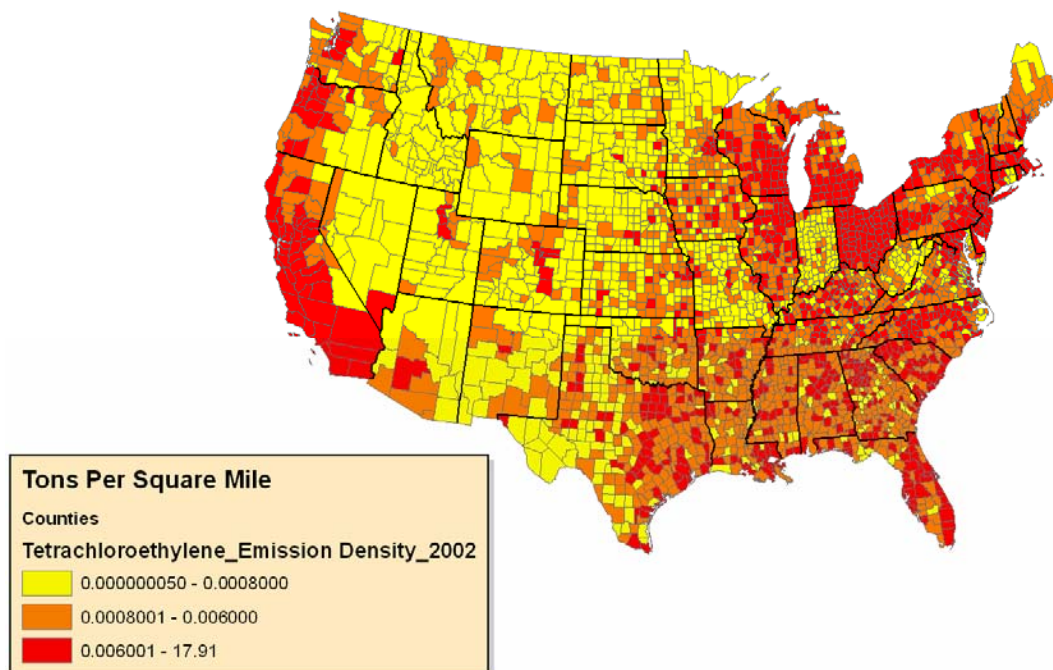 Tons Per Square Mile
Counties
Tetrachloroethylene_Emission Density_2002
0.000000050 - 0.0008000
0.0008001 - 0.006000
0.006001 - 17.91